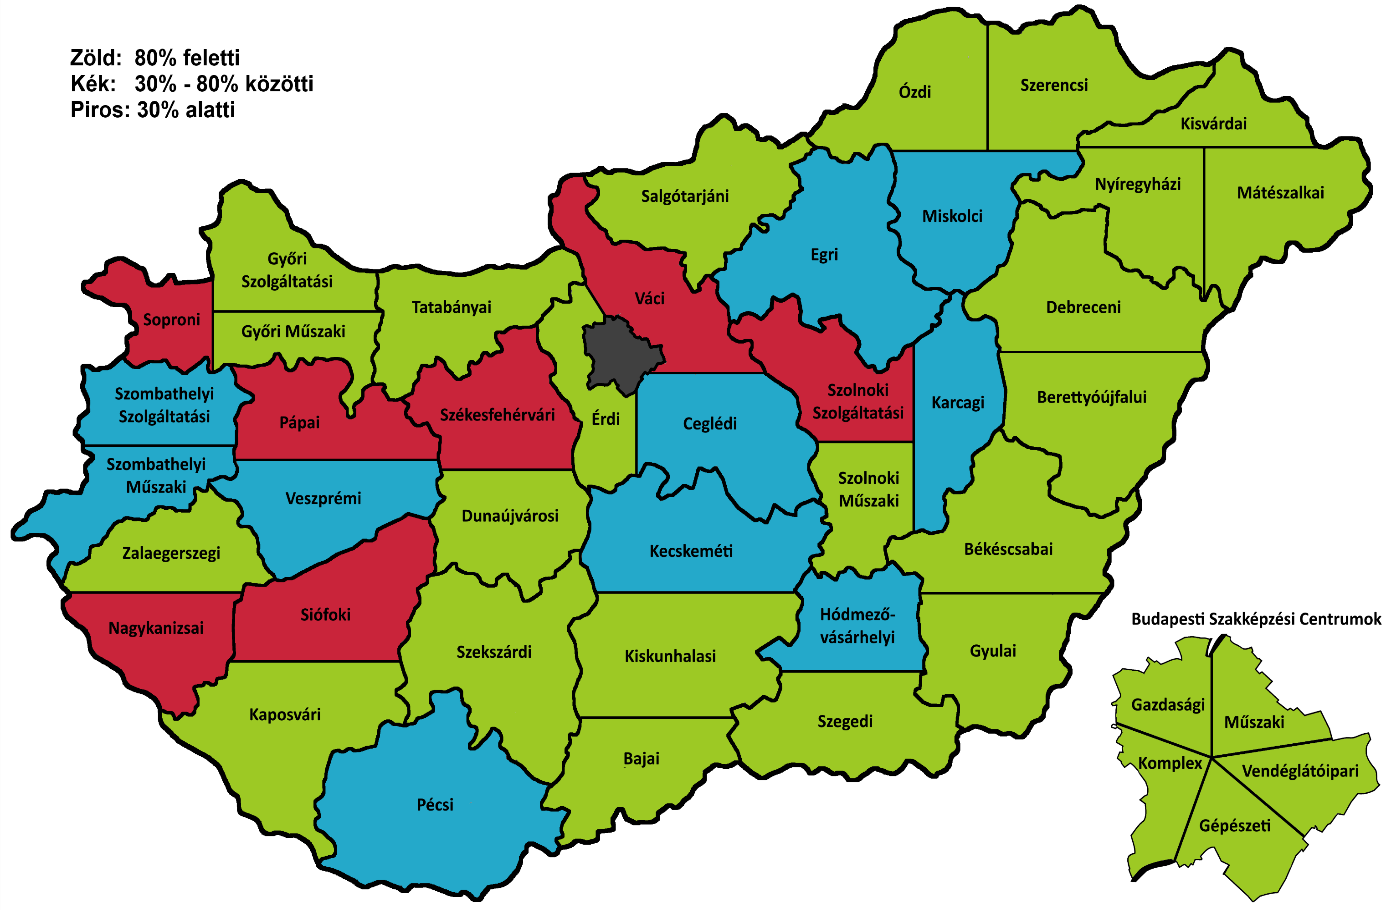 Zöld: 80% feletti
Kék: 30% - 80% közötti
Piros: 30% alatti
Ózdi
Szerencsi
Kisvárdai
Salgótarjáni
Nyíregyházi
Mátészalkai
Miskolci
Egri
Győri
Szolgáltatási
Tatabányai
Váci
Debreceni
Soproni
Győri Műszaki
Szombathelyi
Szolgáltatási
Pápai
Székesfehérvári
Érdi
Ceglédi
Szolnoki
Szolgáltatási
Karcagi
Berettyóújfalui
Szombathelyi
Műszaki
Veszprémi
Szolnoki
Műszaki
Dunaújvárosi
Zalaegerszegi
Kecskeméti
Békéscsabai
Nagykanizsai
Siófoki
Hódmező-
vásárhelyi
Szekszárdi
Kiskunhalasi
Gyulai
Kaposvári
Szegedi
Bajai
Pécsi
Budapesti Szakképzési Centrumok
Gazdasági
Műszaki
Komplex
Vendéglátóipari
Gépészeti